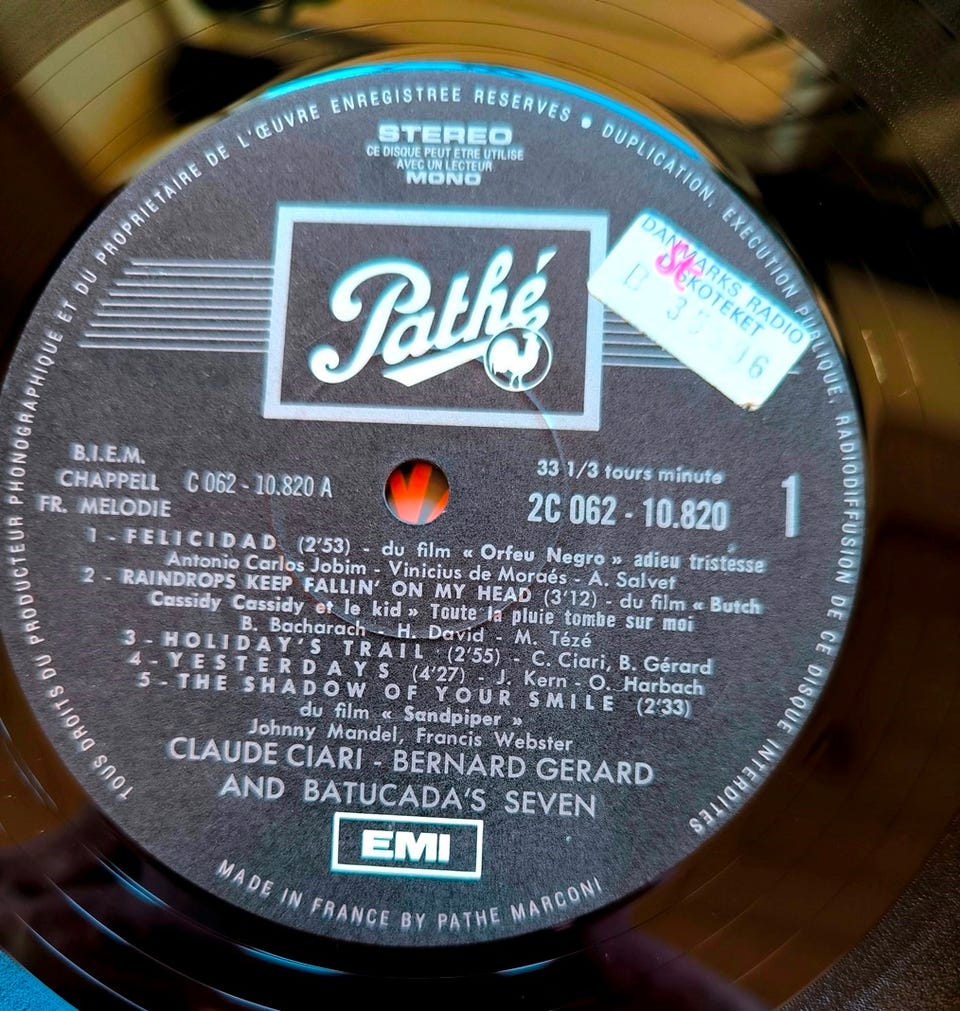 TOUS DROITS DU PRODUCTEUR PHONOGRAPHIQUE ET DU PROPRIETAIRE DE L'ŒUVRE ENREGISTREE RESERVES • DUPLICATION, EXECUTION PUBLIQUE, RADIODIFFUSION DE CE DISQUE INTERDITES
STEREO
CE DISQUE PEUT ETRE UTILISE
AVEC UN LECTEUR
MONO
Pathé
DANMARKS RADIO
DISKOTEKET
B.I.E.M.
CHAPPELL
FR. MELODIE
C 062 - 10.820 A
33 1/3 tours minute
2C 062 - 10.820
1
1 - FELICIDAD (2'53) - du film « Orfeu Negro » adieu tristesse
Antonio Carlos Jobim - Vinicius de Moraés - A. Salvet
2 - RAINDROPS KEEP FALLIN' ON MY HEAD (3'12) - du film « Butch
Cassidy Cassidy et le kid » Toute la pluie tombe sur moi
B. Bacharach - H. David - M. Tézé
3 - HOLIDAY'S TRAIL (2'55) - C. Ciari, B. Gérard
4 - YESTERDAYS (4'27) - J. Kern - O. Harbach
5 - THE SHADOW OF YOUR SMILE (2'33)
du film « Sandpiper »
Johnny Mandel, Francis Webster
CLAUDE CIARI - BERNARD GERARD
AND BATUCADA'S SEVEN
EMI
MADE IN FRANCE BY PATHE MARCONI